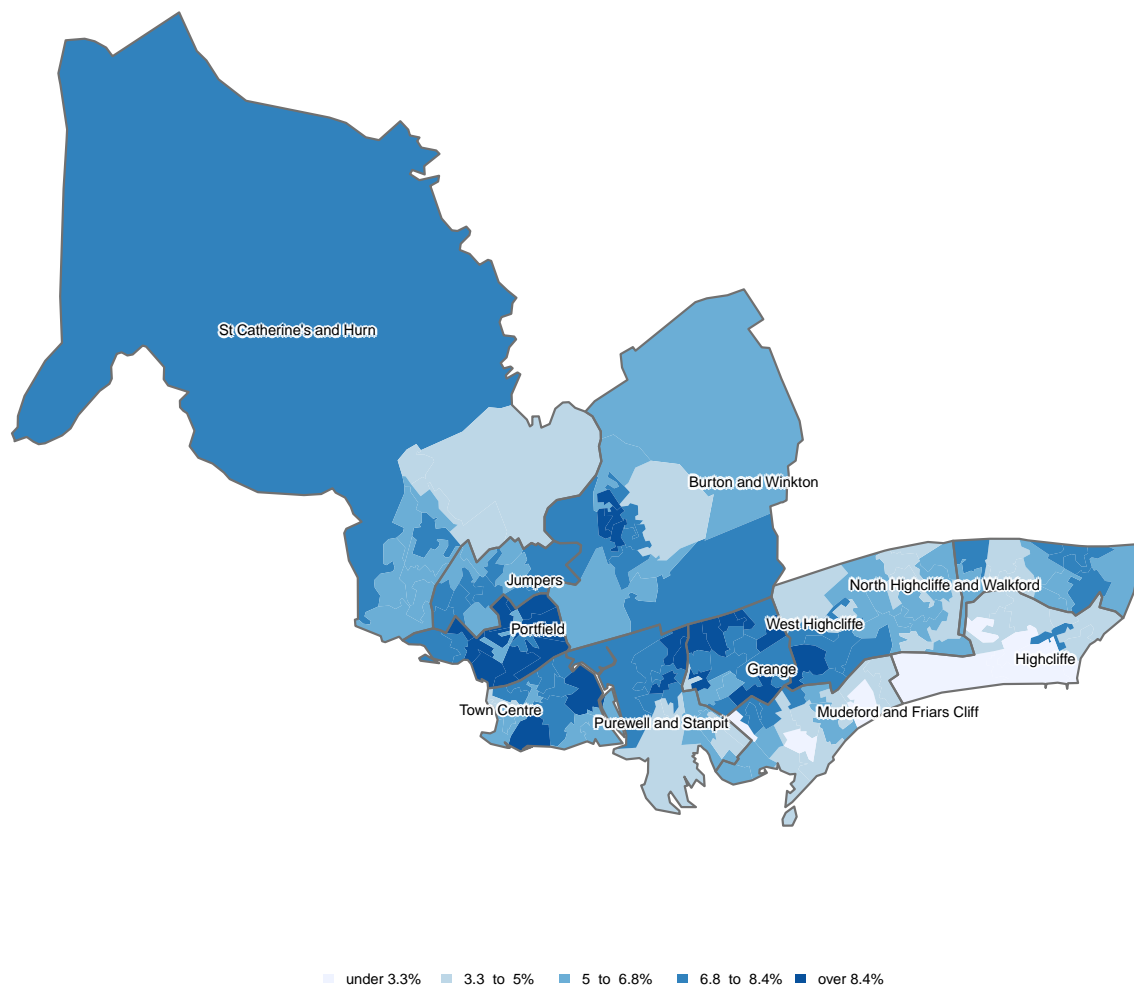 St Catherine's and Hurn
Burton and Winkton
Jumpers
North Highcliffe and Walkford
West Highcliffe
Portfield
Highcliffe
Grange
Town Centre
Mudeford and Friars Cliff
Purewell and Stanpit
under 3.3% 3.3 to 5% 5 to 6.8% 6.8 to 8.4% over 8.4%